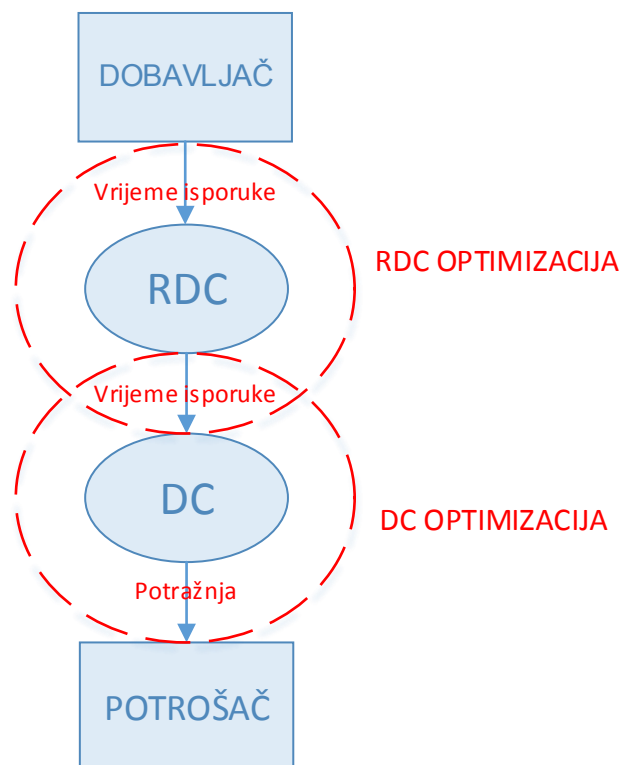 DOBAVLJAČ
Vrijeme isporuke
RDC
RDC OPTIMIZACIJA
Vrijeme isporuke
DC
DC OPTIMIZACIJA
Potražnja
POTROŠAČ